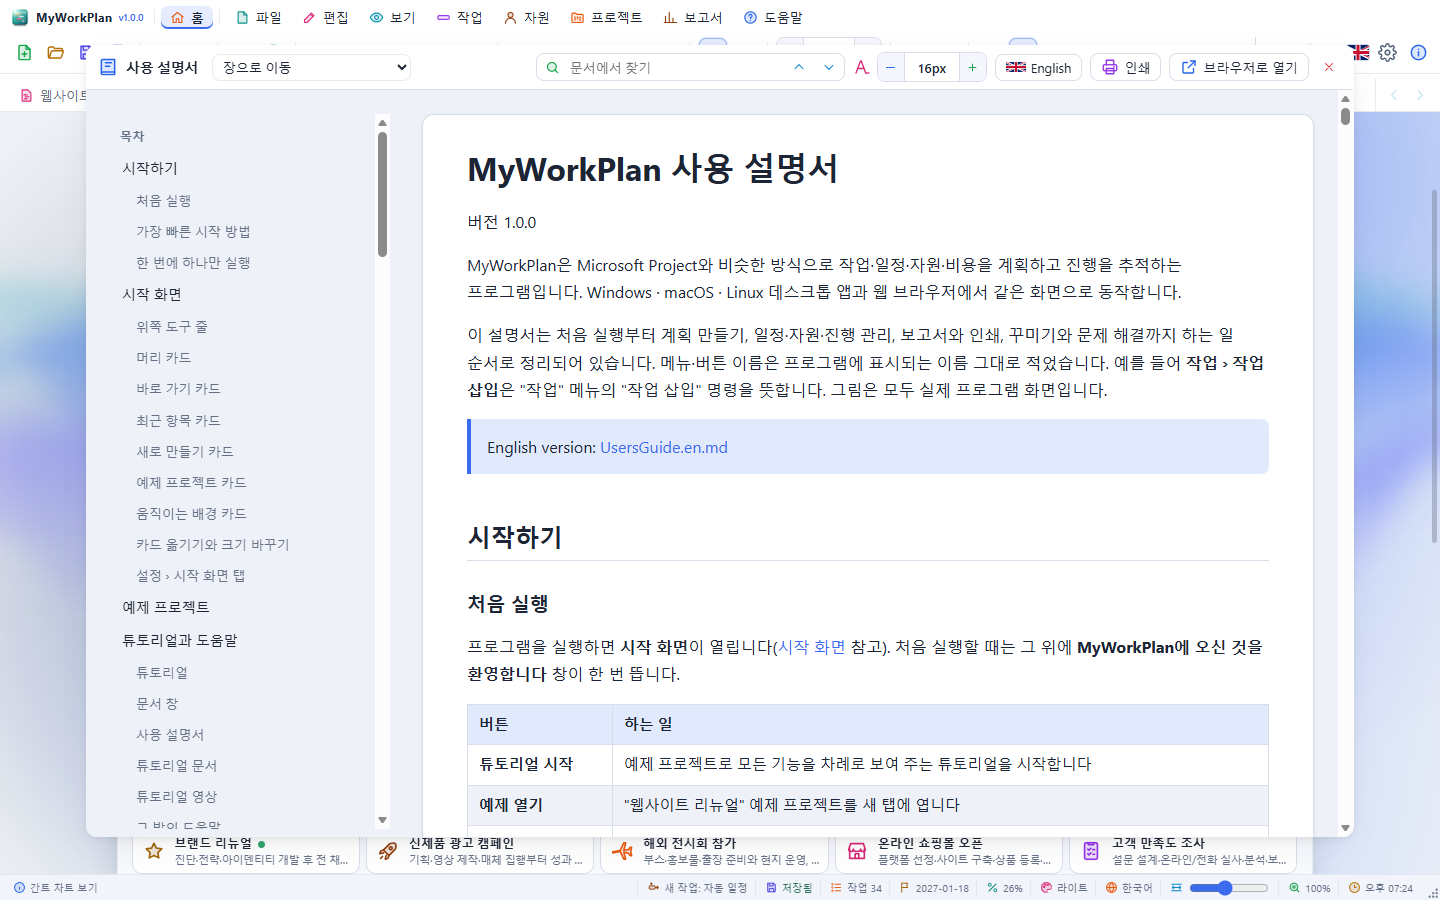 MyWorkPlan v1.0.0 홈 파일 편집 보기 작업 자원 프로젝트 보고서 도움말
사용 설명서 장으로 이동 문서에서 찾기 16px English 인쇄 브라우저로 열기
웹사이트
목차
시작하기
처음 실행
가장 빠른 시작 방법
한 번에 하나만 실행
시작 화면
위쪽 도구 줄
머리 카드
바로 가기 카드
최근 항목 카드
새로 만들기 카드
예제 프로젝트 카드
움직이는 배경 카드
카드 옮기기와 크기 바꾸기
설정 › 시작 화면 탭
예제 프로젝트
튜토리얼과 도움말
튜토리얼
문서 창
사용 설명서
튜토리얼 문서
튜토리얼 영상
그 밖의 도움말
MyWorkPlan 사용 설명서
버전 1.0.0
MyWorkPlan은 Microsoft Project와 비슷한 방식으로 작업·일정·자원·비용을 계획하고 진행을 추적하는
프로그램입니다. Windows · macOS · Linux 데스크톱 앱과 웹 브라우저에서 같은 화면으로 동작합니다.
이 설명서는 처음 실행부터 계획 만들기, 일정·자원·진행 관리, 보고서와 인쇄, 꾸미기와 문제 해결까지 하는 일
순서로 정리되어 있습니다. 메뉴·버튼 이름은 프로그램에 표시되는 이름 그대로 적었습니다. 예를 들어 작업 › 작업
삽입은 "작업" 메뉴의 "작업 삽입" 명령을 뜻합니다. 그림은 모두 실제 프로그램 화면입니다.
English version: UsersGuide.en.md
시작하기
처음 실행
프로그램을 실행하면 시작 화면이 열립니다(시작 화면 참고). 처음 실행할 때는 그 위에 MyWorkPlan에 오신 것을
환영합니다 창이 한 번 뜹니다.
버튼 하는 일
튜토리얼 시작 예제 프로젝트로 모든 기능을 차례로 보여 주는 튜토리얼을 시작합니다
예제 열기 "웹사이트 리뉴얼" 예제 프로젝트를 새 탭에 엽니다
브랜드 리뉴얼 신제품 광고 캠페인 해외 전시회 참가 온라인 쇼핑몰 오픈 고객 만족도 조사
진단·전략·아이덴티티 개발 후 전 채... 기획·영상 제작·매체 집행부터 성과 ... 부스·홍보물·출장 준비와 현지 운영, ... 플랫폼 선정·사이트 구축·상품 등록·... 설문 설계·온라인/전화 실사·분석·보...
간트 차트 보기 새 작업: 자동 일정 저장됨 작업 34 2027-01-18 26% 라이트 한국어 100% 오후 07:24